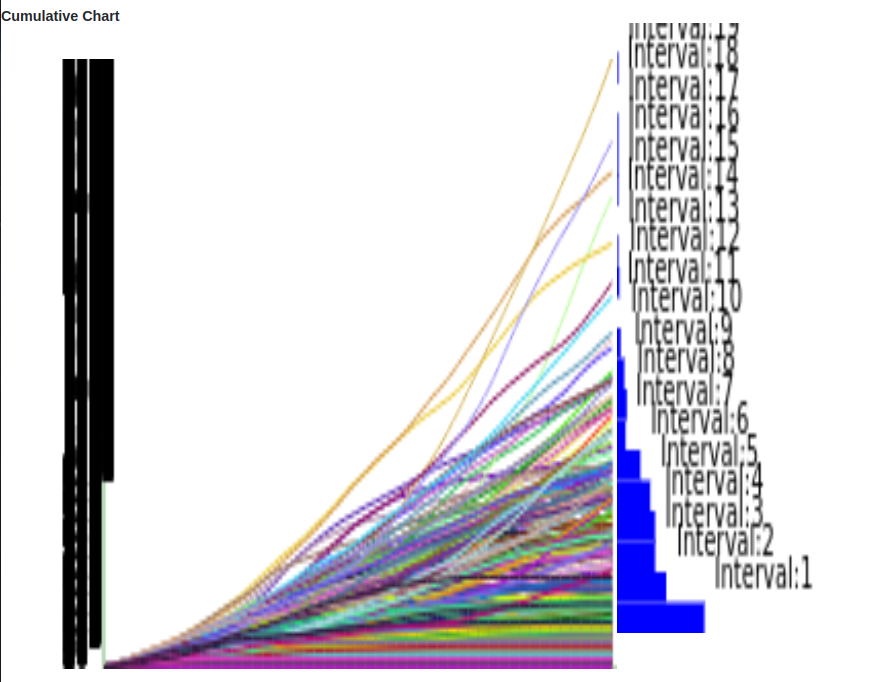 Cumulative Chart
Interval:19
Interval:18
Interval:17
Interval:16
Interval:15
Interval:14
Interval:13
Interval:12
Interval:11
Interval:10
Interval:9
Interval:8
Interval:7
Interval:6
Interval:5
Interval:4
Interval:3
Interval:2
Interval:1